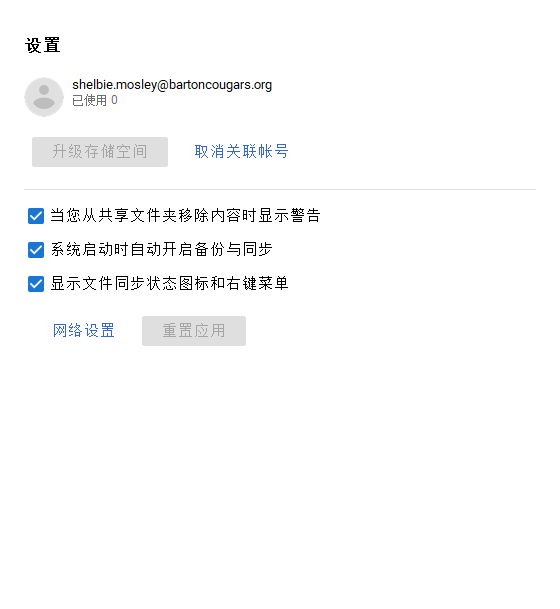 设置
shelbie.mosley@bartoncougars.org
已使用 0
升级存储空间 取消关联帐号
当您从共享文件夹移除内容时显示警告
系统启动时自动开启备份与同步
显示文件同步状态图标和右键菜单
网络设置 重置应用